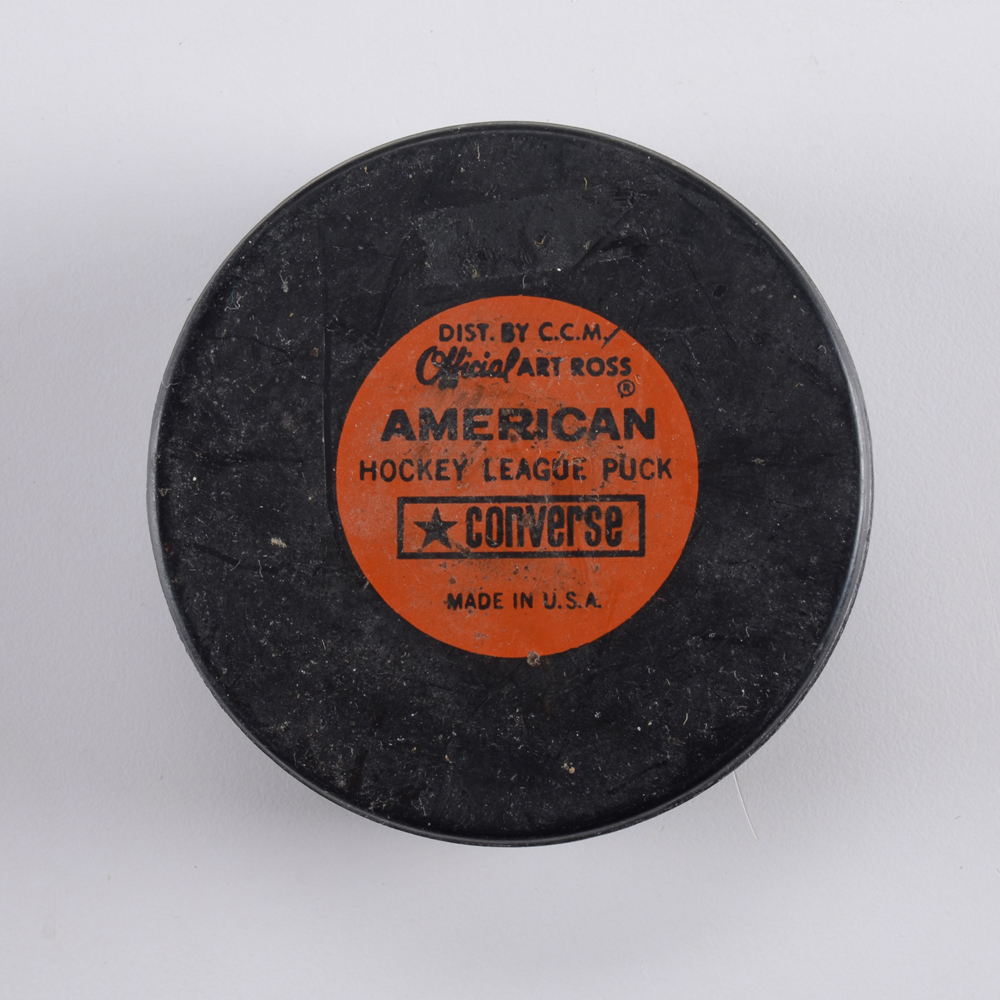 DIST. BY C.C.M/
Official ART ROSS
®
AMERICAN
HOCKEY LEAGUE PUCK
★ converse
MADE IN U.S.A.